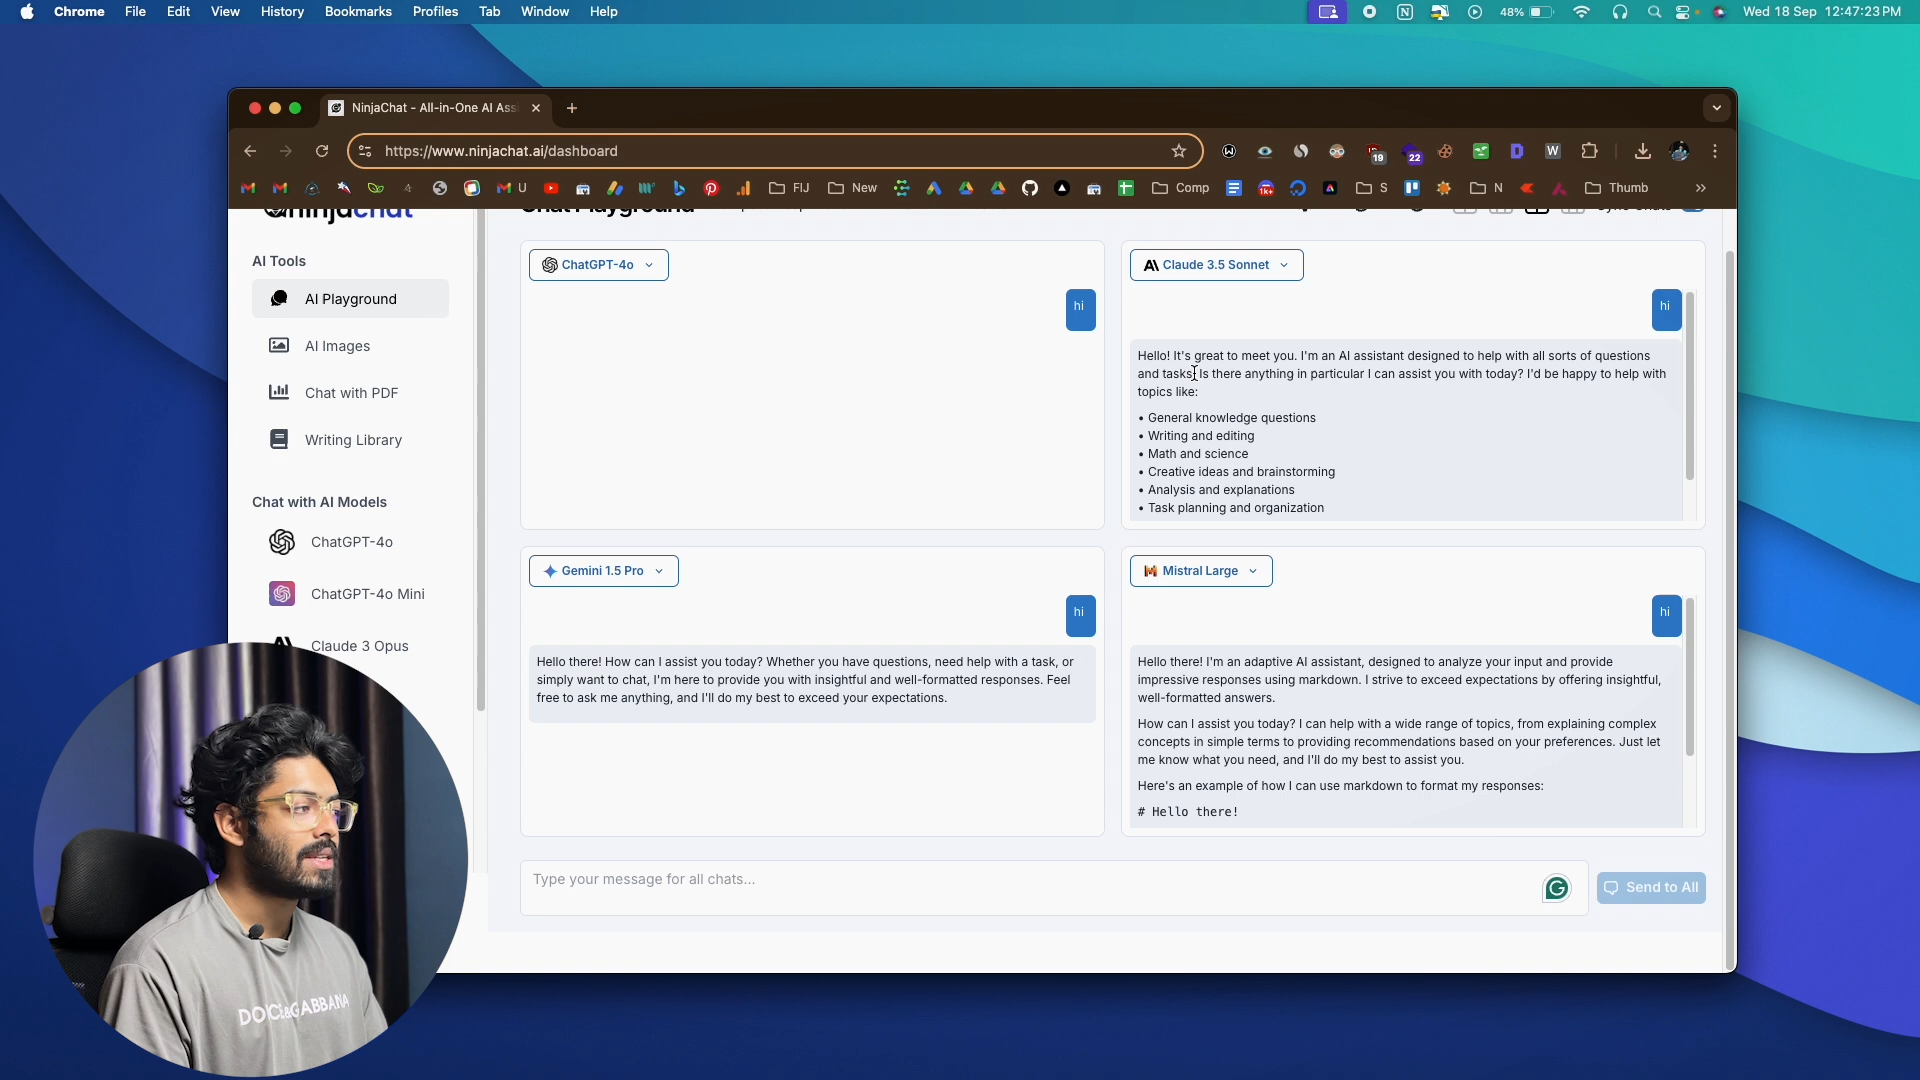 Chrome File Edit View History Bookmarks Profiles Tab Window Help
48% Wed 18 Sep 12:47:23 PM
NinjaChat - All-in-One AI Ass
https://www.ninjachat.ai/dashboard
19
22
W
U
FIJ
New
Comp
1k+
S
N
Thumb
ninjachat
Chat Playground
Sync Chats
AI Tools
AI Playground
AI Images
Chat with PDF
Writing Library
Chat with AI Models
ChatGPT-4o
ChatGPT-4o Mini
Claude 3 Opus
ChatGPT-4o
hi
Claude 3.5 Sonnet
hi
Hello! It's great to meet you. I'm an AI assistant designed to help with all sorts of questions
and tasks. Is there anything in particular I can assist you with today? I'd be happy to help with
topics like:
• General knowledge questions
• Writing and editing
• Math and science
• Creative ideas and brainstorming
• Analysis and explanations
• Task planning and organization
Gemini 1.5 Pro
hi
Hello there! How can I assist you today? Whether you have questions, need help with a task, or
simply want to chat, I'm here to provide you with insightful and well-formatted responses. Feel
free to ask me anything, and I'll do my best to exceed your expectations.
Mistral Large
hi
Hello there! I'm an adaptive AI assistant, designed to analyze your input and provide
impressive responses using markdown. I strive to exceed expectations by offering insightful,
well-formatted answers.
How can I assist you today? I can help with a wide range of topics, from explaining complex
concepts in simple terms to providing recommendations based on your preferences. Just let
me know what you need, and I'll do my best to assist you.
Here's an example of how I can use markdown to format my responses:
# Hello there!
Type your message for all chats...
Send to All
DOLCE&GABBANA